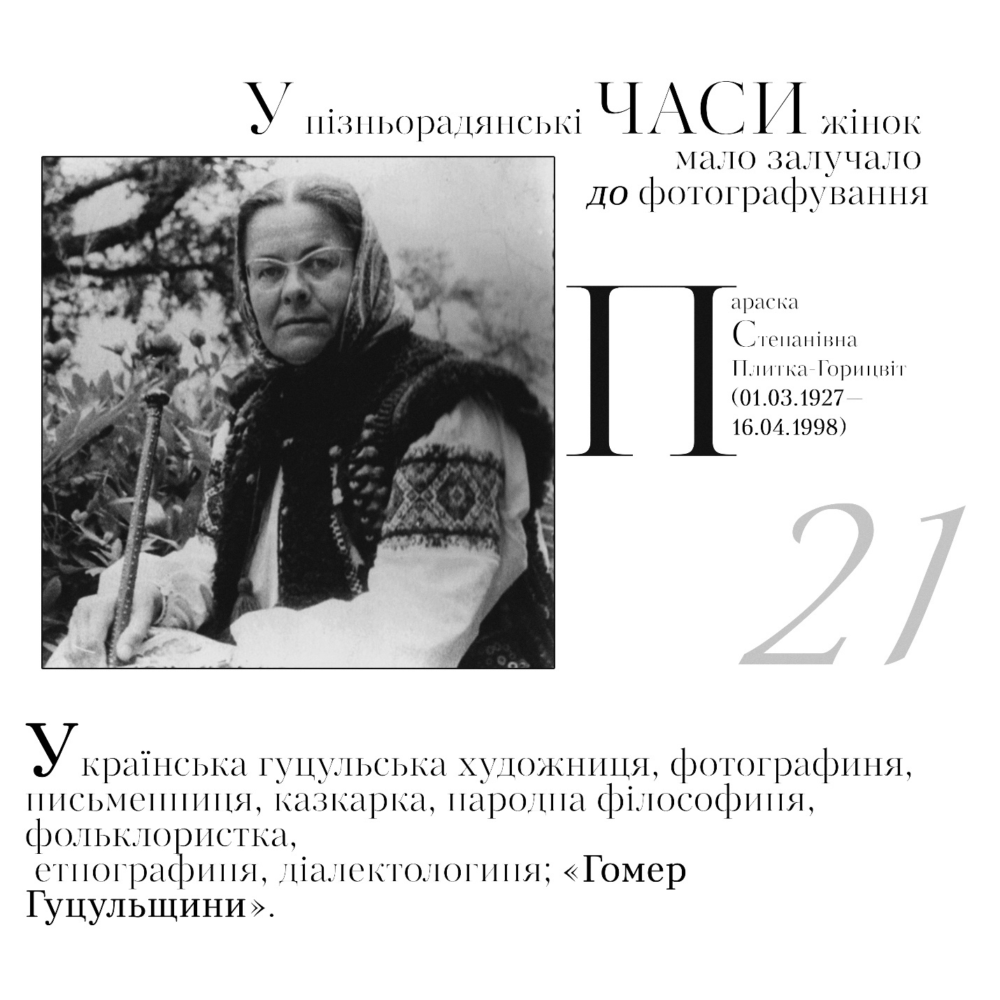 У пізньорадянські ЧАСИ жінок
мало залучало
до фотографування
Параска
Степанівна
Плитка-Горицвіт
(01.03.1927—
16.04.1998)
21
Українська гуцульська художниця, фотографиня,
письменниця, казкарка, народна філософиня,
фольклористка,
етнографиня, діалектологиня; «Гомер
Гуцульщини».